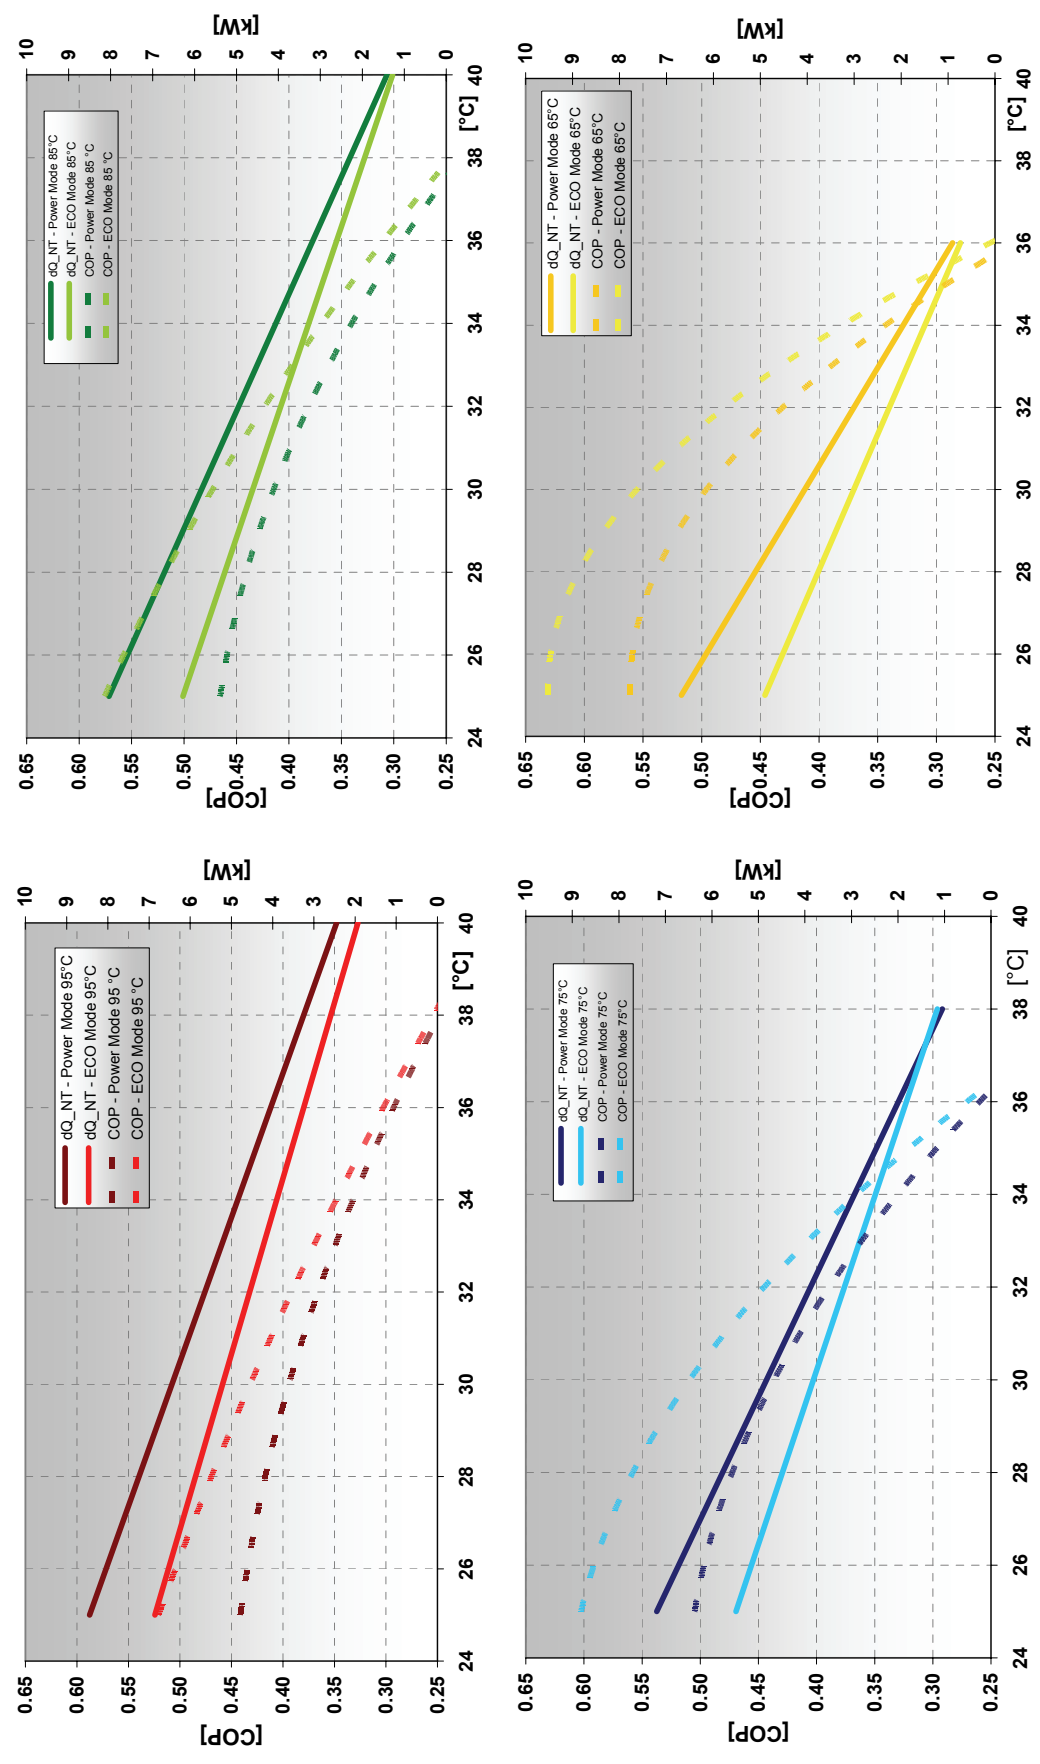 [COP]
0.65
0.60
0.55
0.50
0.45
0.40
0.35
0.30
0.25
dQ_NT - Power Mode 95°C
dQ_NT - ECO Mode 95°C
COP - Power Mode 95 °C
COP - ECO Mode 95 °C
[kW]
10
9
8
7
6
5
4
3
2
1
0
24 26 28 30 32 34 36 38 40
[°C]
[COP]
0.65
0.60
0.55
0.50
0.45
0.40
0.35
0.30
0.25
dQ_NT - Power Mode 85°C
dQ_NT - ECO Mode 85°C
COP - Power Mode 85 °C
COP - ECO Mode 85 °C
[kW]
10
9
8
7
6
5
4
3
2
1
0
24 26 28 30 32 34 36 38 40
[°C]
[COP]
0.65
0.60
0.55
0.50
0.45
0.40
0.35
0.30
0.25
dQ_NT - Power Mode 75°C
dQ_NT - ECO Mode 75°C
COP - Power Mode 75°C
COP - ECO Mode 75°C
[kW]
10
9
8
7
6
5
4
3
2
1
0
24 26 28 30 32 34 36 38 40
[°C]
[COP]
0.65
0.60
0.55
0.50
0.45
0.40
0.35
0.30
0.25
dQ_NT - Power Mode 65°C
dQ_NT - ECO Mode 65°C
COP - Power Mode 65°C
COP - ECO Mode 65°C
[kW]
10
9
8
7
6
5
4
3
2
1
0
24 26 28 30 32 34 36 38 40
[°C]